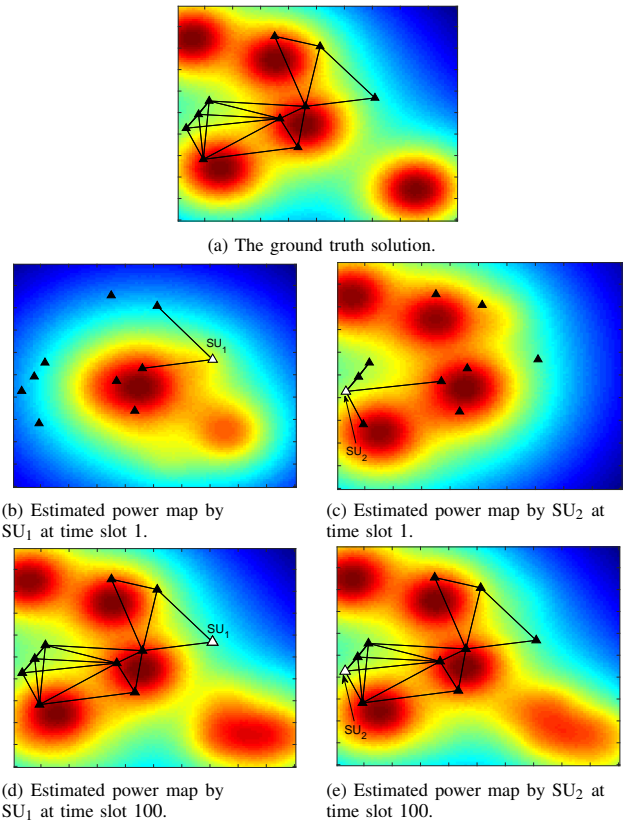 (a) The ground truth solution.
SU1
SU2
(b) Estimated power map by
SU1 at time slot 1.
(c) Estimated power map by SU2 at
time slot 1.
SU1
SU2
(d) Estimated power map by
SU1 at time slot 100.
(e) Estimated power map by SU2 at
time slot 100.